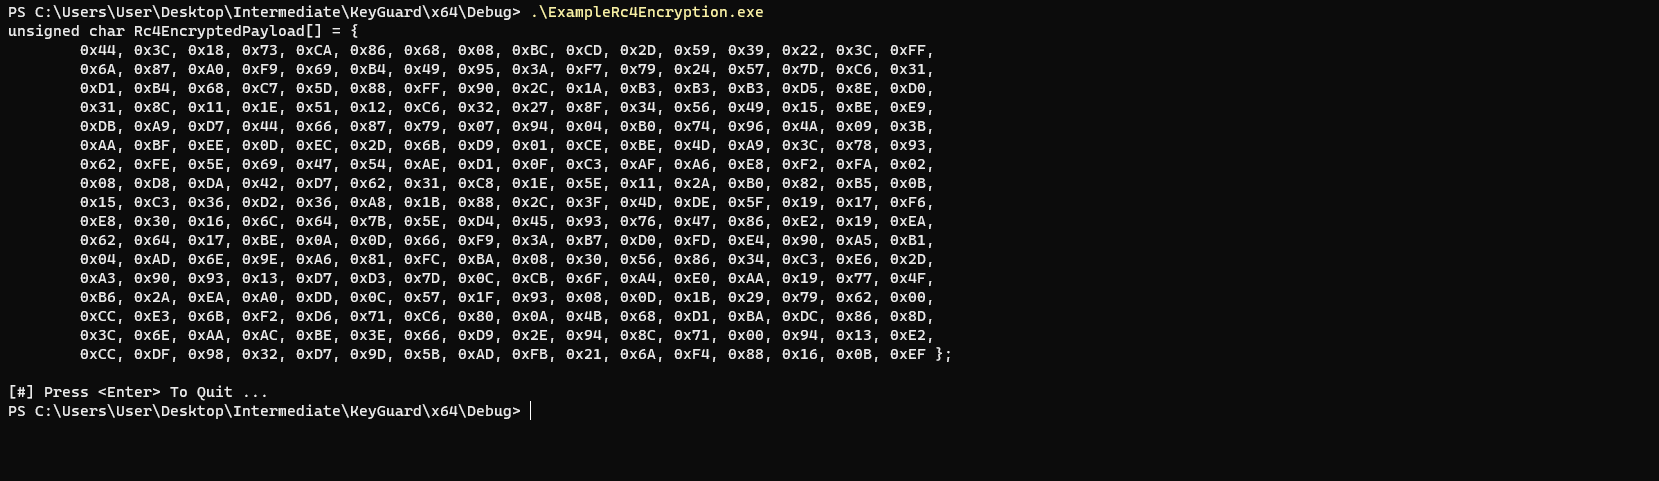 PS C:\Users\User\Desktop\Intermediate\KeyGuard\x64\Debug> .\ExampleRc4Encryption.exe
unsigned char Rc4EncryptedPayload[] = {
0x44, 0x3C, 0x18, 0x73, 0xCA, 0x86, 0x68, 0x08, 0xBC, 0xCD, 0x2D, 0x59, 0x39, 0x22, 0x3C, 0xFF,
0x6A, 0x87, 0xA0, 0xF9, 0x69, 0xB4, 0x49, 0x95, 0x3A, 0xF7, 0x79, 0x24, 0x57, 0x7D, 0xC6, 0x31,
0xD1, 0xB4, 0x68, 0xC7, 0x5D, 0x88, 0xFF, 0x90, 0x2C, 0x1A, 0xB3, 0xB3, 0xB3, 0xD5, 0x8E, 0xD0,
0x31, 0x8C, 0x11, 0x1E, 0x51, 0x12, 0xC6, 0x32, 0x27, 0x8F, 0x34, 0x56, 0x49, 0x15, 0xBE, 0xE9,
0xDB, 0xA9, 0xD7, 0x44, 0x66, 0x87, 0x79, 0x07, 0x94, 0x04, 0xB0, 0x74, 0x96, 0x4A, 0x09, 0x3B,
0xAA, 0xBF, 0xEE, 0x0D, 0xEC, 0x2D, 0x6B, 0xD9, 0x01, 0xCE, 0xBE, 0x4D, 0xA9, 0x3C, 0x78, 0x93,
0x62, 0xFE, 0x5E, 0x69, 0x47, 0x54, 0xAE, 0xD1, 0x0F, 0xC3, 0xAF, 0xA6, 0xE8, 0xF2, 0xFA, 0x02,
0x08, 0xD8, 0xDA, 0x42, 0xD7, 0x62, 0x31, 0xC8, 0x1E, 0x5E, 0x11, 0x2A, 0xB0, 0x82, 0xB5, 0x0B,
0x15, 0xC3, 0x36, 0xD2, 0x36, 0xA8, 0x1B, 0x88, 0x2C, 0x3F, 0x4D, 0xDE, 0x5F, 0x19, 0x17, 0xF6,
0xE8, 0x30, 0x16, 0x6C, 0x64, 0x7B, 0x5E, 0xD4, 0x45, 0x93, 0x76, 0x47, 0x86, 0xE2, 0x19, 0xEA,
0x62, 0x64, 0x17, 0xBE, 0x0A, 0x0D, 0x66, 0xF9, 0x3A, 0xB7, 0xD0, 0xFD, 0xE4, 0x90, 0xA5, 0xB1,
0x04, 0xAD, 0x6E, 0x9E, 0xA6, 0x81, 0xFC, 0xBA, 0x08, 0x30, 0x56, 0x86, 0x34, 0xC3, 0xE6, 0x2D,
0xA3, 0x90, 0x93, 0x13, 0xD7, 0xD3, 0x7D, 0x0C, 0xCB, 0x6F, 0xA4, 0xE0, 0xAA, 0x19, 0x77, 0x4F,
0xB6, 0x2A, 0xEA, 0xA0, 0xDD, 0x0C, 0x57, 0x1F, 0x93, 0x08, 0x0D, 0x1B, 0x29, 0x79, 0x62, 0x00,
0xCC, 0xE3, 0x6B, 0xF2, 0xD6, 0x71, 0xC6, 0x80, 0x0A, 0x4B, 0x68, 0xD1, 0xBA, 0xDC, 0x86, 0x8D,
0x3C, 0x6E, 0xAA, 0xAC, 0xBE, 0x3E, 0x66, 0xD9, 0x2E, 0x94, 0x8C, 0x71, 0x00, 0x94, 0x13, 0xE2,
0xCC, 0xDF, 0x98, 0x32, 0xD7, 0x9D, 0x5B, 0xAD, 0xFB, 0x21, 0x6A, 0xF4, 0x88, 0x16, 0x0B, 0xEF };
[#] Press <Enter> To Quit ...
PS C:\Users\User\Desktop\Intermediate\KeyGuard\x64\Debug>